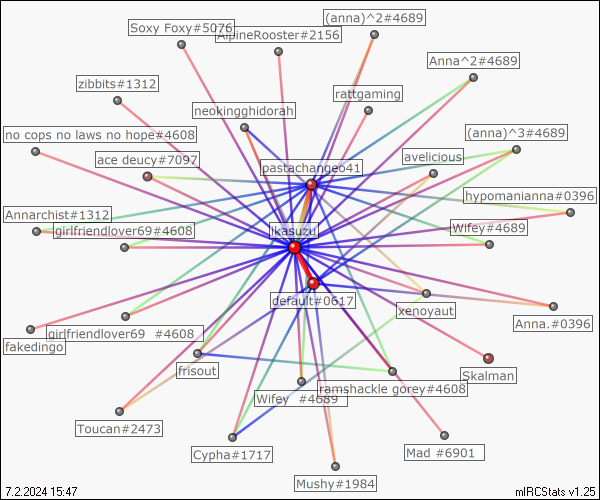 Soxy Foxy#5076
(anna)^2#4689
AlpineRooster#2156
Anna^2#4689
zibbits#1312
rattgaming
neokingghidorah
no cops no laws no hope#4608
(anna)^3#4689
ace deucy#7097
avelicious
pastachangeo41
hypomanianna#0396
Annarchist#1312
girlfriendlover69#4608
ikasuzu
Wifey#4689
default#0617
xenoyaut
Anna.#0396
fakedingo
girlfriendlover69 #4608
frisout
Skalman
ramshackle gorey#4608
Wifey #4689
Toucan#2473
Cypha#1717
Mad #6901
Mushy#1984
7.2.2024 15:47
mIRCStats v1.25